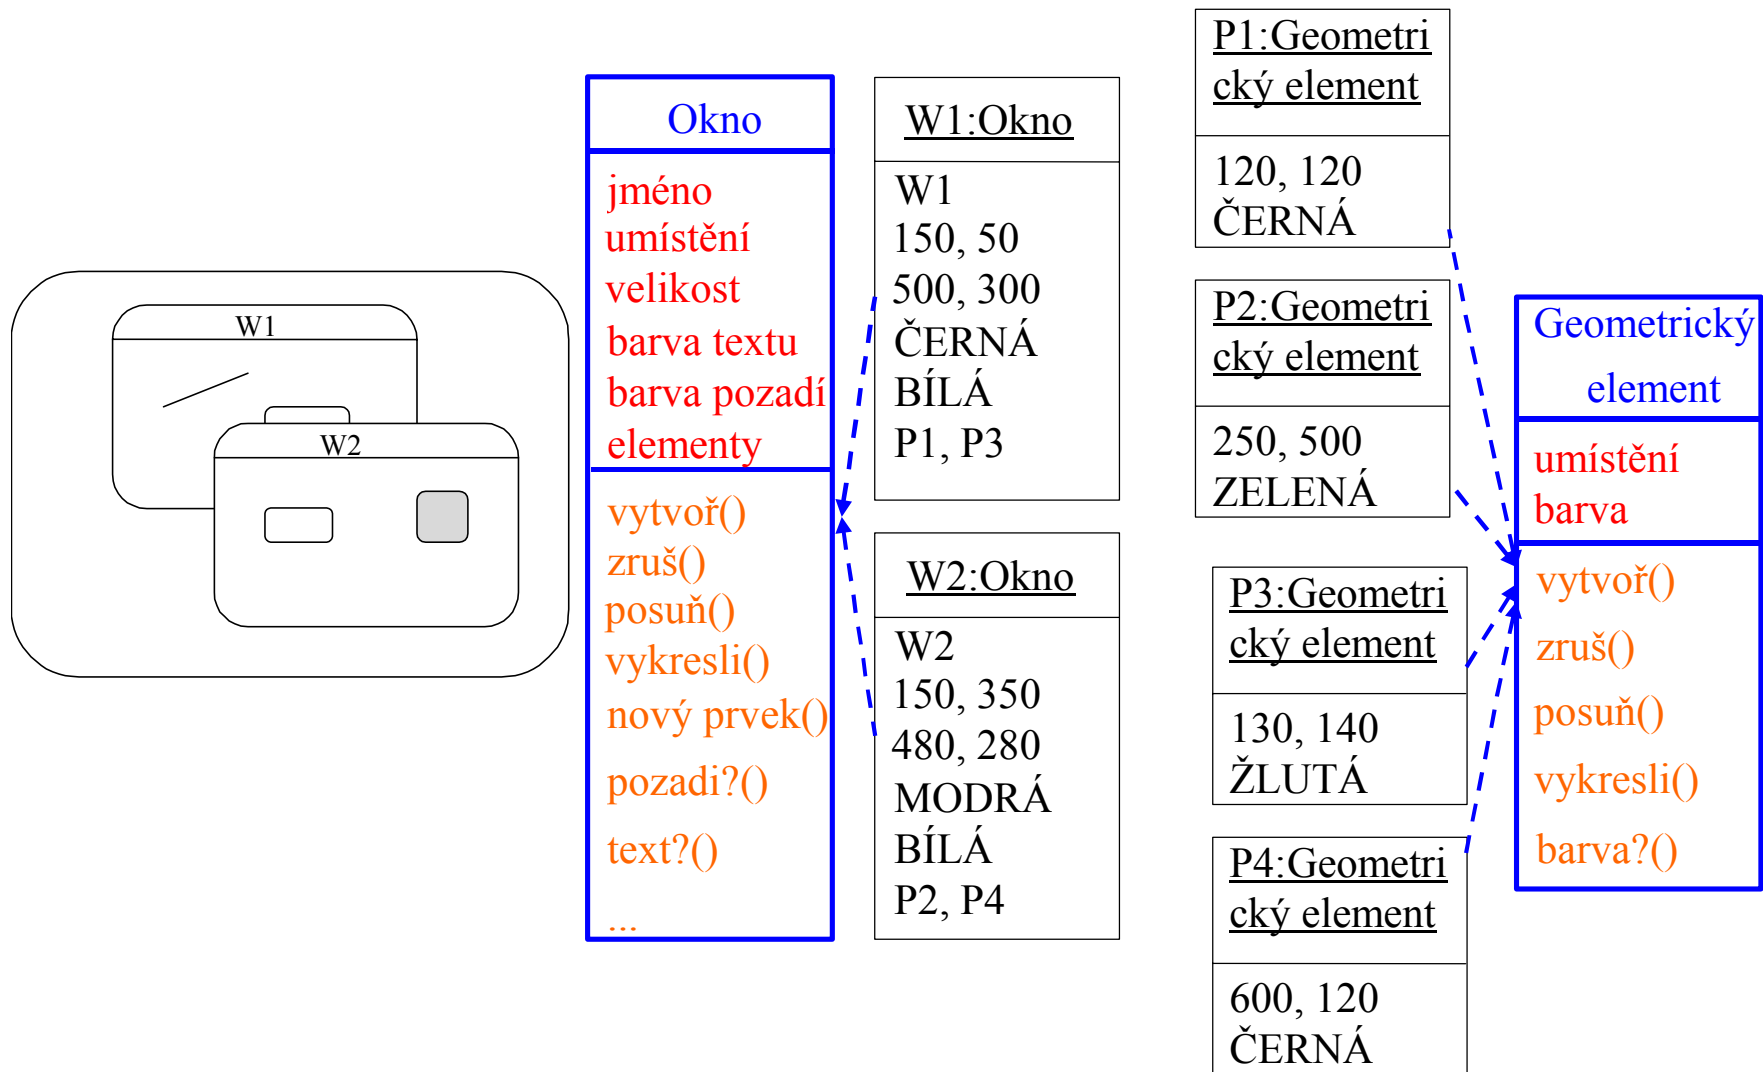 W1
W2
Okno
jméno
umístění
velikost
barva textu
barva pozadí
elementy
vytvoř()
zruš()
posuň()
vykresli()
nový prvek()
pozadi?()
text?()
...
W1:Okno
W1
150, 50
500, 300
ČERNÁ
BÍLÁ
P1, P3
W2:Okno
W2
150, 350
480, 280
MODRÁ
BÍLÁ
P2, P4
P1:Geometri
cký element
120, 120
ČERNÁ
P2:Geometri
cký element
250, 500
ZELENÁ
P3:Geometri
cký element
130, 140
ŽLUTÁ
P4:Geometri
cký element
600, 120
ČERNÁ
Geometrický
element
umístění
barva
vytvoř()
zruš()
posuň()
vykresli()
barva?()